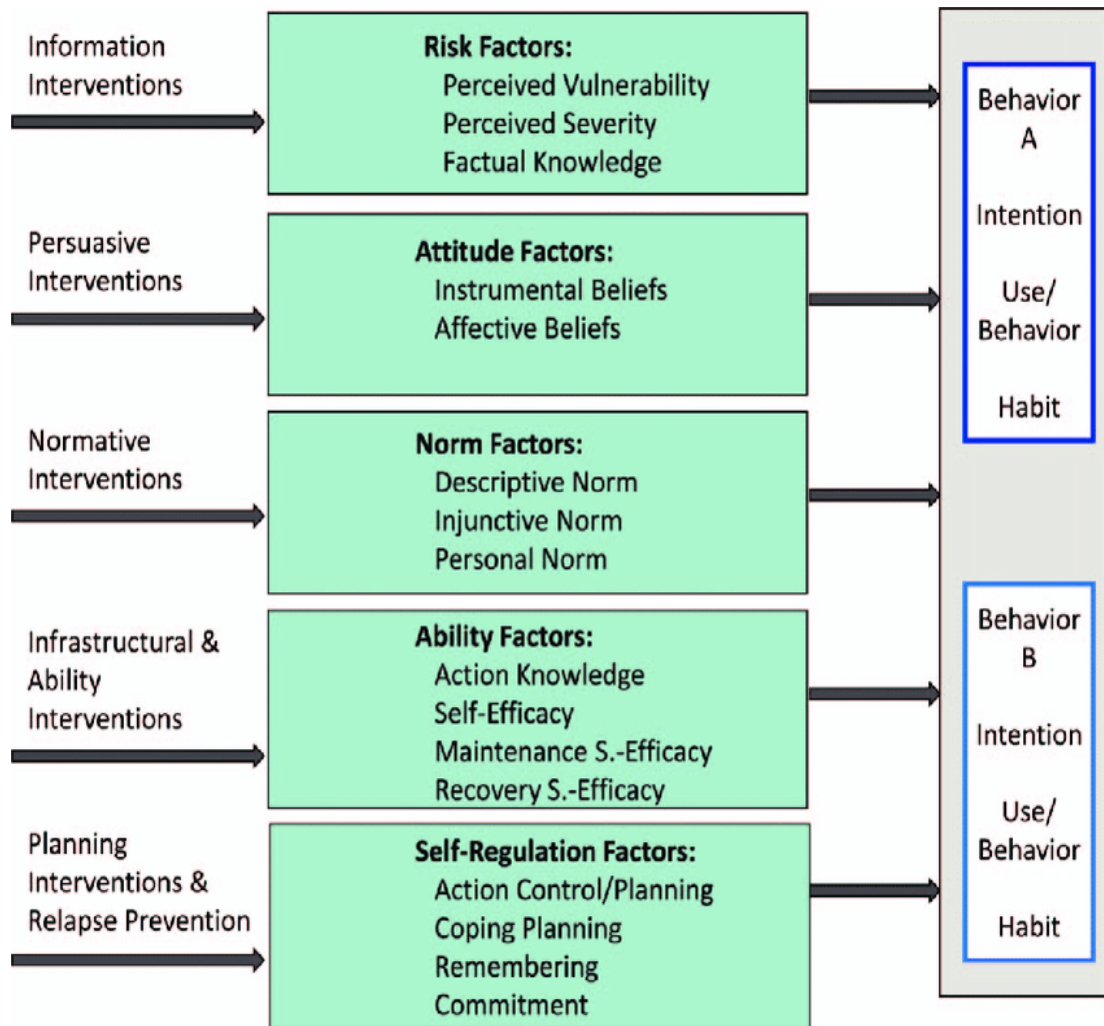 Information
Interventions
Risk Factors:
Perceived Vulnerability
Perceived Severity
Factual Knowledge
Persuasive
Interventions
Attitude Factors:
Instrumental Beliefs
Affective Beliefs
Normative
Interventions
Norm Factors:
Descriptive Norm
Injunctive Norm
Personal Norm
Infrastructural &
Ability
Interventions
Ability Factors:
Action Knowledge
Self-Efficacy
Maintenance S.-Efficacy
Recovery S.-Efficacy
Planning
Interventions &
Relapse Prevention
Self-Regulation Factors:
Action Control/Planning
Coping Planning
Remembering
Commitment
Behavior
A
Intention
Use/
Behavior
Habit
Behavior
B
Intention
Use/
Behavior
Habit